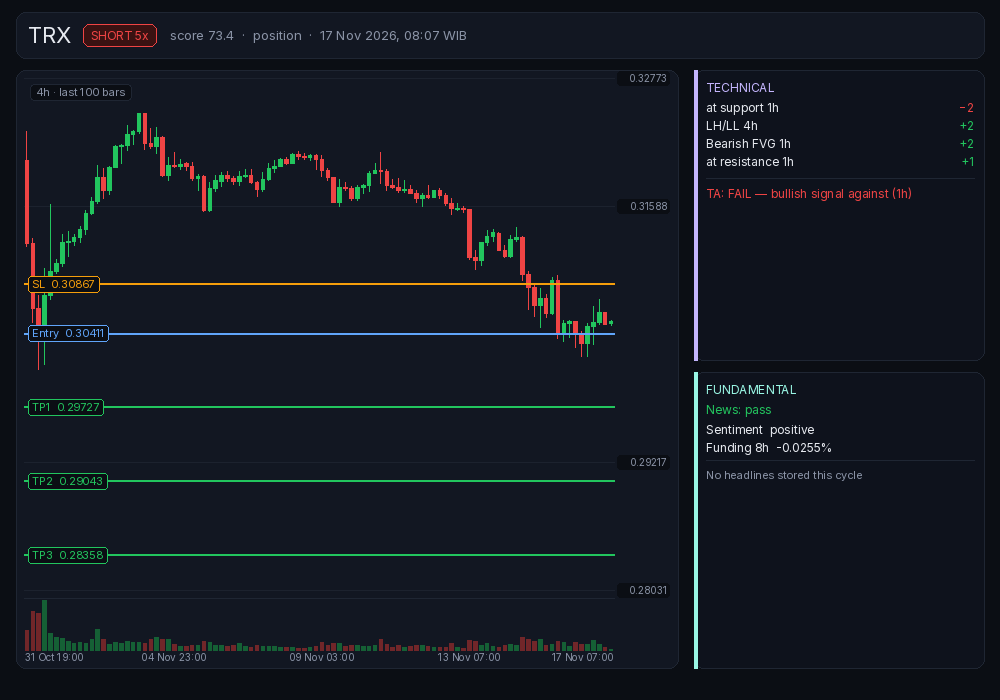 TRX SHORT 5x score 73.4 · position · 17 Nov 2026, 08:07 WIB
4h · last 100 bars
0.32773
0.31588
SL 0.30867
Entry 0.30411
TP1 0.29727
0.29217
TP2 0.29043
TP3 0.28358
0.28031
31 Oct 19:00 04 Nov 23:00 09 Nov 03:00 13 Nov 07:00 17 Nov 07:00
TECHNICAL
at support 1h −2
LH/LL 4h +2
Bearish FVG 1h +2
at resistance 1h +1
TA: FAIL — bullish signal against (1h)
FUNDAMENTAL
News: pass
Sentiment positive
Funding 8h -0.0255%
No headlines stored this cycle